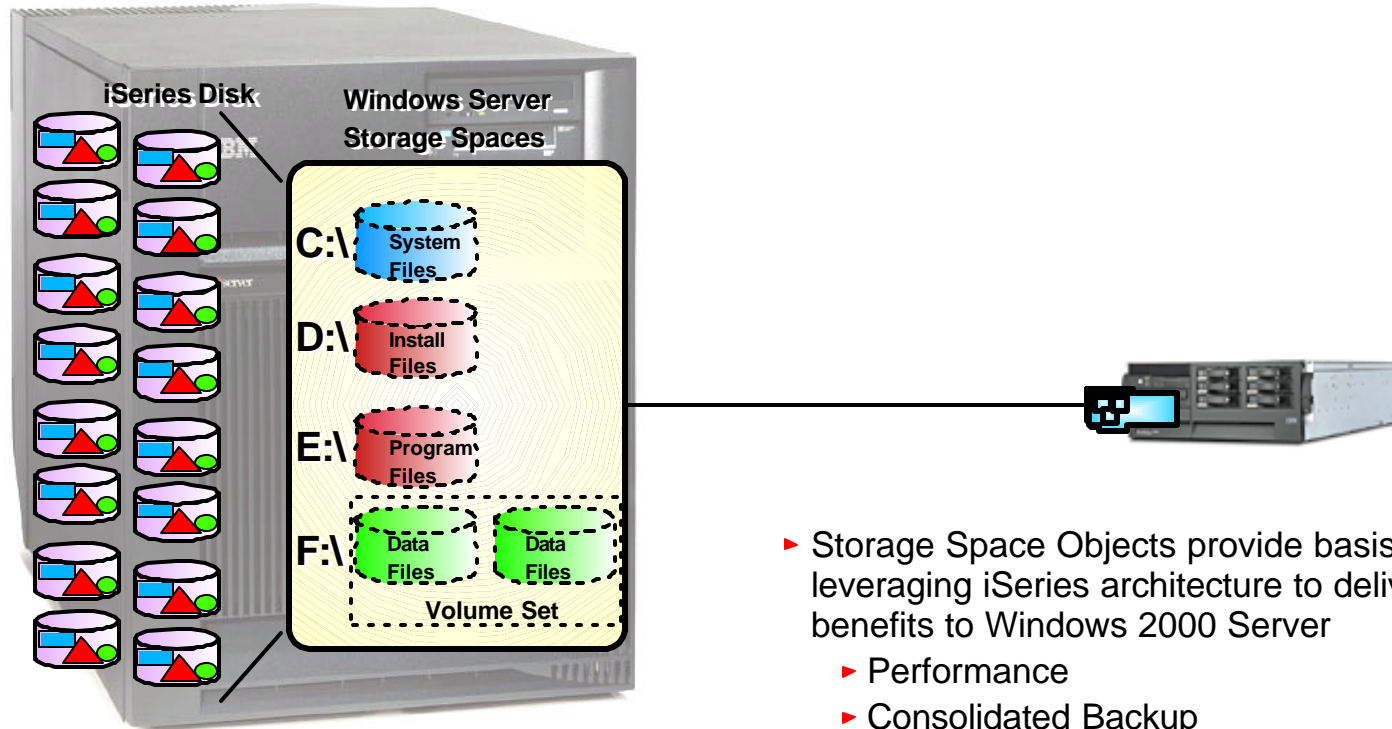 iSeries Disk
Windows Server
Storage Spaces
C:\
System
Files
D:\
Install
Files
E:\
Program
Files
F:\
Data
Files
Data
Files
Volume Set
► Storage Space Objects provide basis
leveraging iSeries architecture to
benefits to Windows 2000 Server
► Performance
► Consolidated Backup